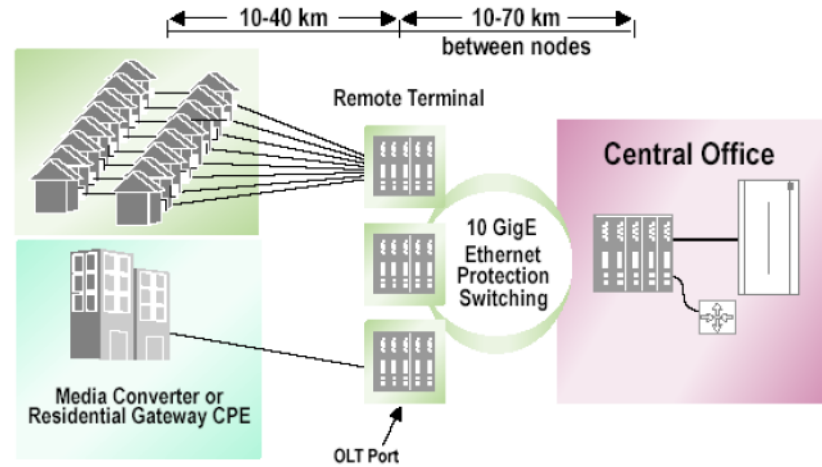 10-40 km
10-70 km
between nodes
Remote Terminal
Central Office
10 GigE
Ethernet
Protection
Switching
Media Converter or
Residential Gateway CPE
OLT Port